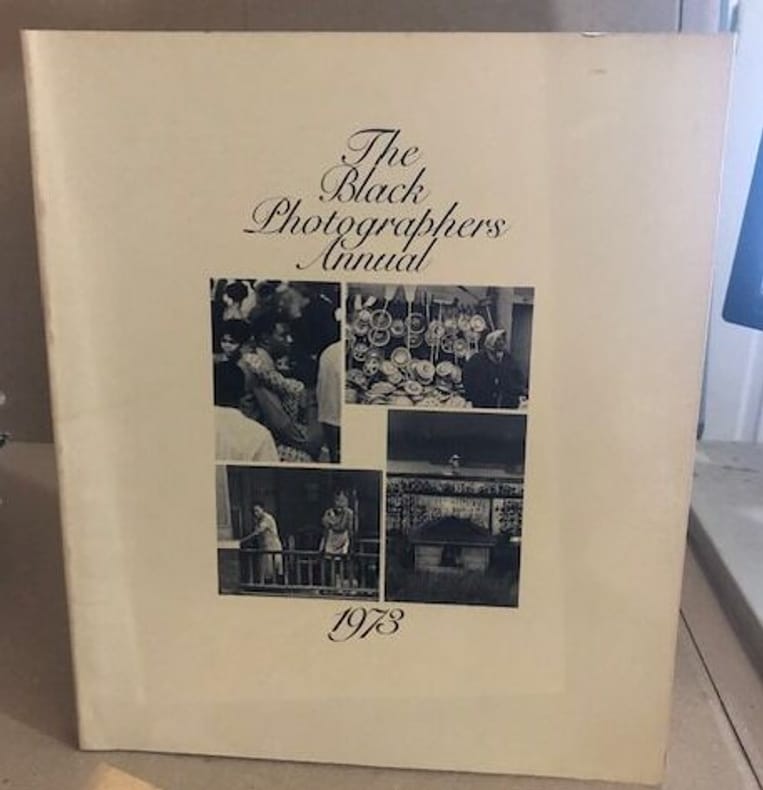 The
Black
Photographers
Annual
1973